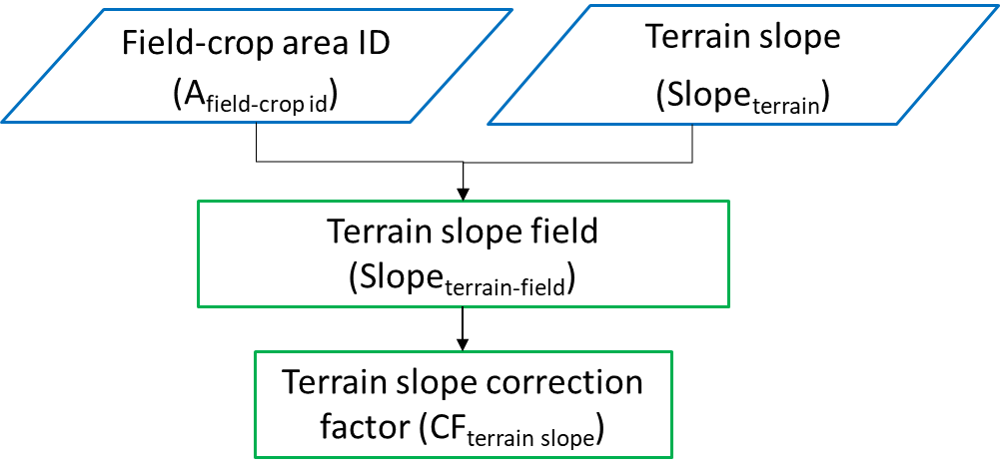 Field-crop area ID
(Afield-crop id)
Terrain slope
(Slopeterrain)
Terrain slope field
(Slopeterrain-field)
Terrain slope correction
factor (CFterrain slope)